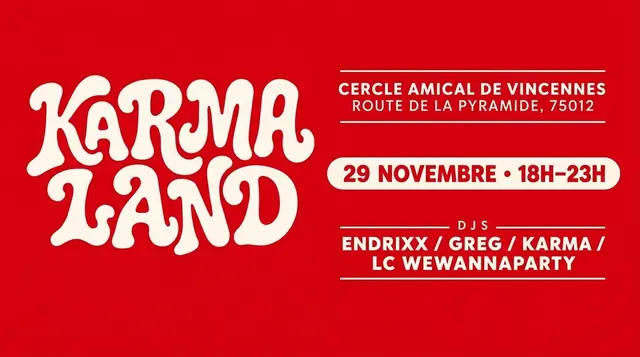 KARMA
LAND
CERCLE AMICAL DE VINCENNES
ROUTE DE LA PYRAMIDE, 75012
29 NOVEMBRE • 18H–23H
DJS
ENDRIXX / GREG / KARMA /
LC WEWANNAPARTY